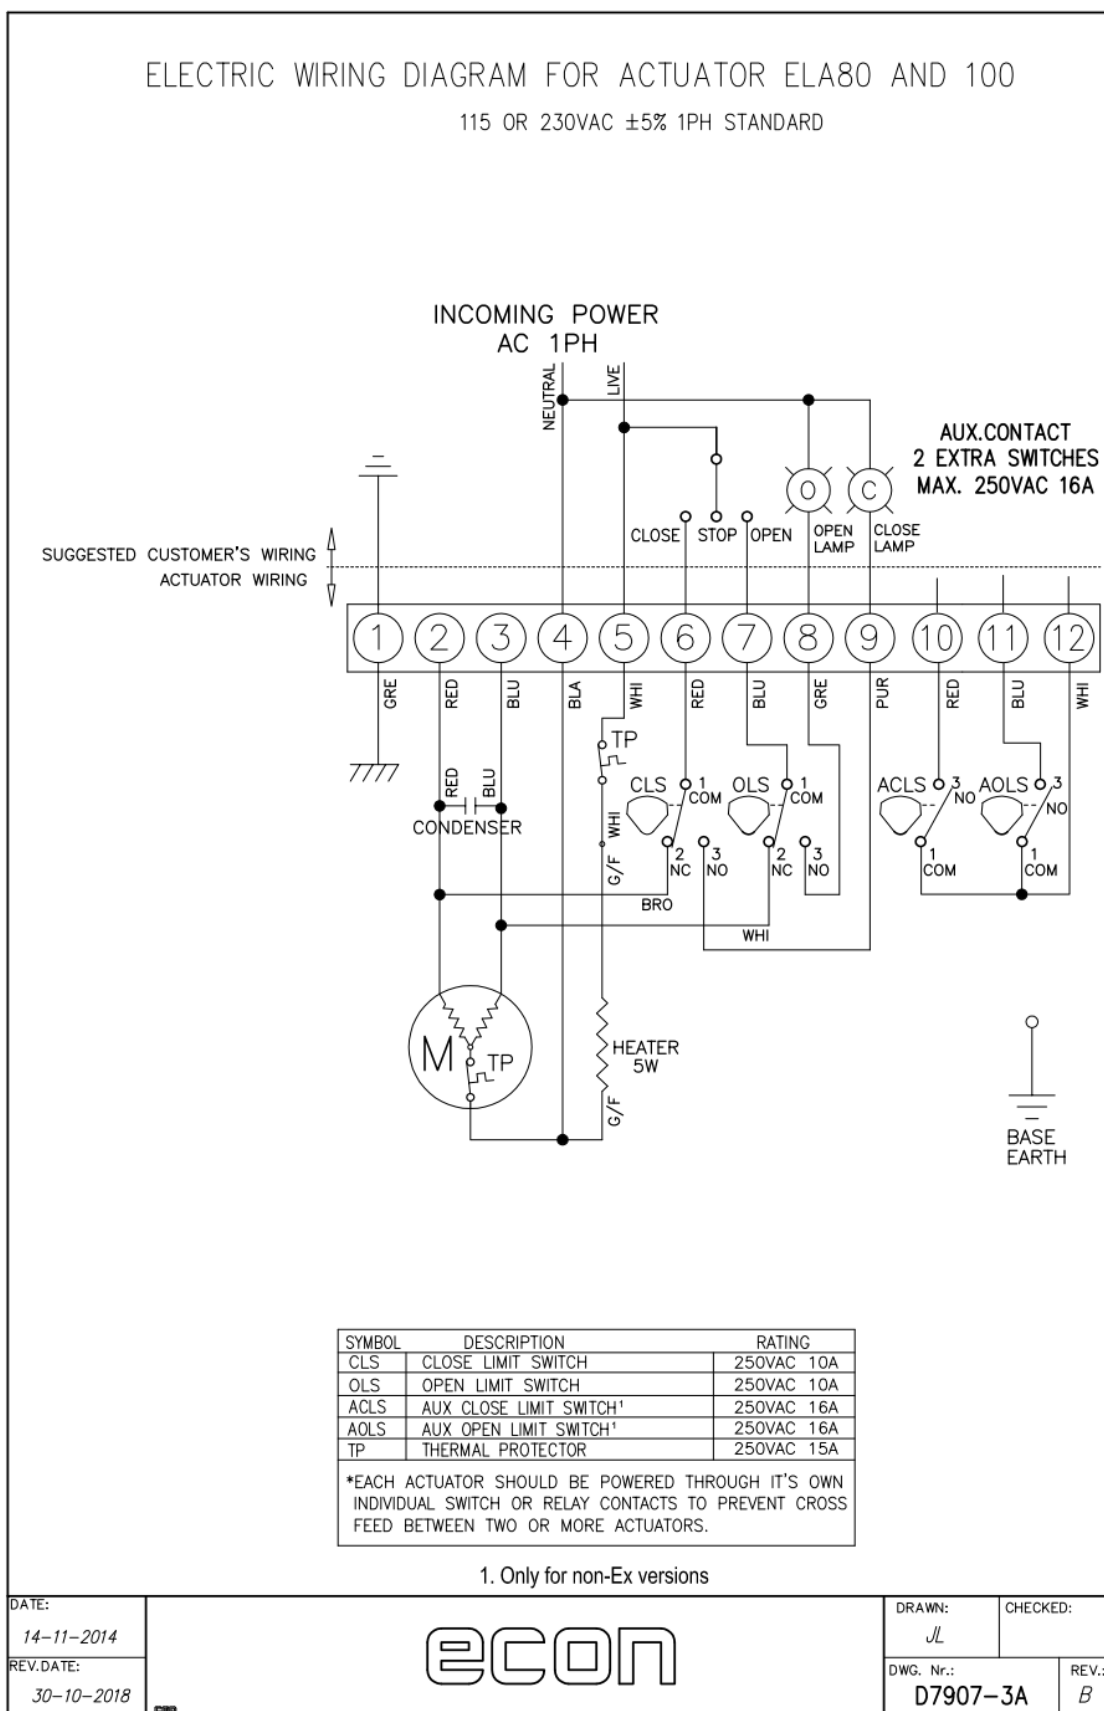 ELECTRIC WIRING DIAGRAM FOR ACTUATOR ELA80 AND 100
115 OR 230VAC ±5% 1PH STANDARD
INCOMING POWER
AC 1PH
NEUTRAL
LIVE
AUX.CONTACT
2 EXTRA SWITCHES
MAX. 250VAC 16A
O
C
CLOSE
STOP
OPEN
OPEN
LAMP
CLOSE
LAMP
SUGGESTED CUSTOMER'S WIRING
ACTUATOR WIRING
1 2 3 4 5 6 7 8 9 10 11 12
GRE RED BLU BLA WHI RED BLU GRE PUR RED BLU WHI
TP
RED
BLU
CONDENSER
WHI
G/F
CLS
1
COM
2
NC
3
NO
OLS
1
COM
2
NC
3
NO
ACLS
3
NO
1
COM
AOLS
3
NO
1
COM
BRO
WHI
M
TP
HEATER
5W
G/F
BASE
EARTH
SYMBOL DESCRIPTION RATING
CLS CLOSE LIMIT SWITCH 250VAC 10A
OLS OPEN LIMIT SWITCH 250VAC 10A
ACLS AUX CLOSE LIMIT SWITCH¹ 250VAC 16A
AOLS AUX OPEN LIMIT SWITCH¹ 250VAC 16A
TP THERMAL PROTECTOR 250VAC 15A
*EACH ACTUATOR SHOULD BE POWERED THROUGH IT'S OWN
INDIVIDUAL SWITCH OR RELAY CONTACTS TO PREVENT CROSS
FEED BETWEEN TWO OR MORE ACTUATORS.
1. Only for non-Ex versions
DATE:
14-11-2014
REV.DATE:
30-10-2018
econ
DRAWN:
JL
CHECKED:
DWG. Nr.:
D7907-3A
REV.:
B